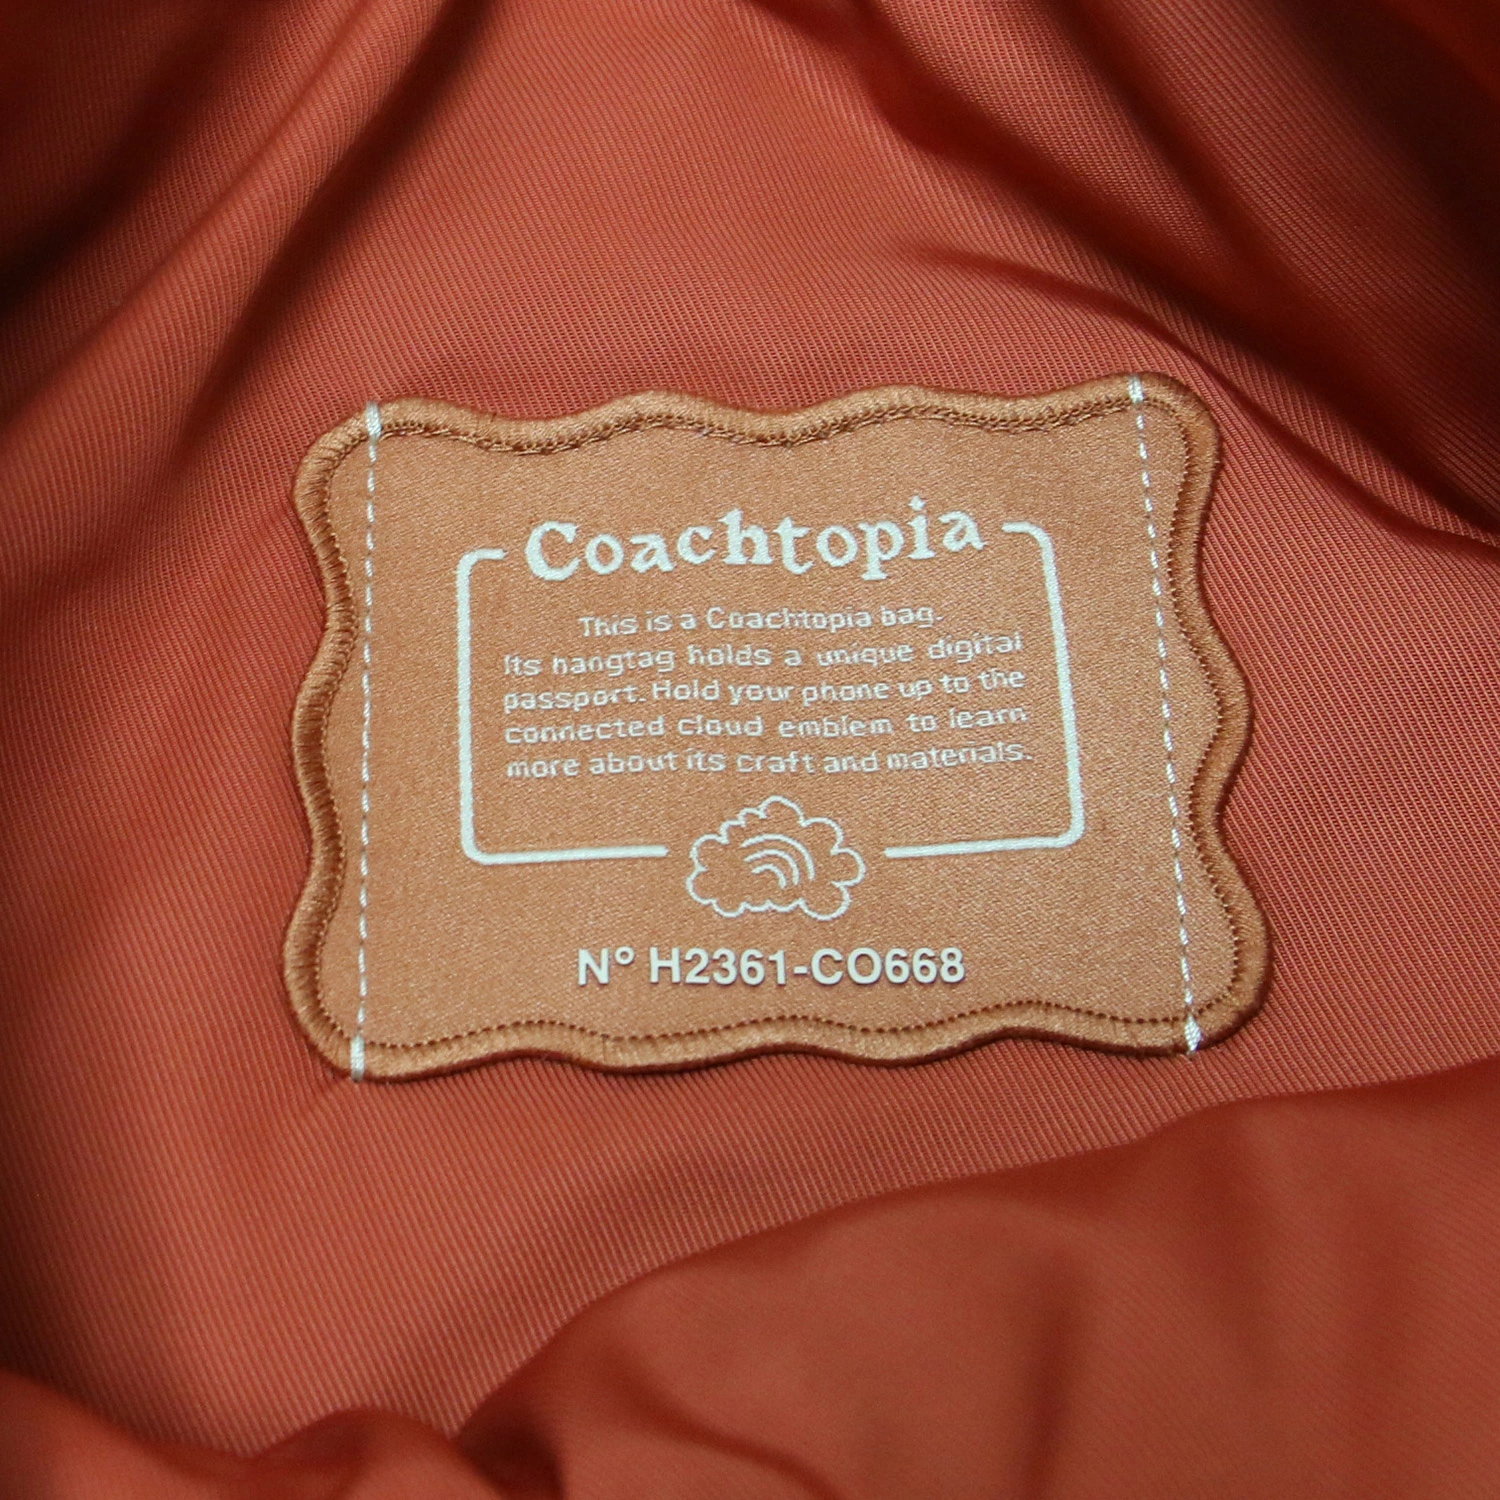 Coachtopia
This is a Coachtopia bag.
Its hangtag holds a unique digital
passport. Hold your phone up to the
connected cloud emblem to learn
more about its craft and materials.
N° H2361-CO668